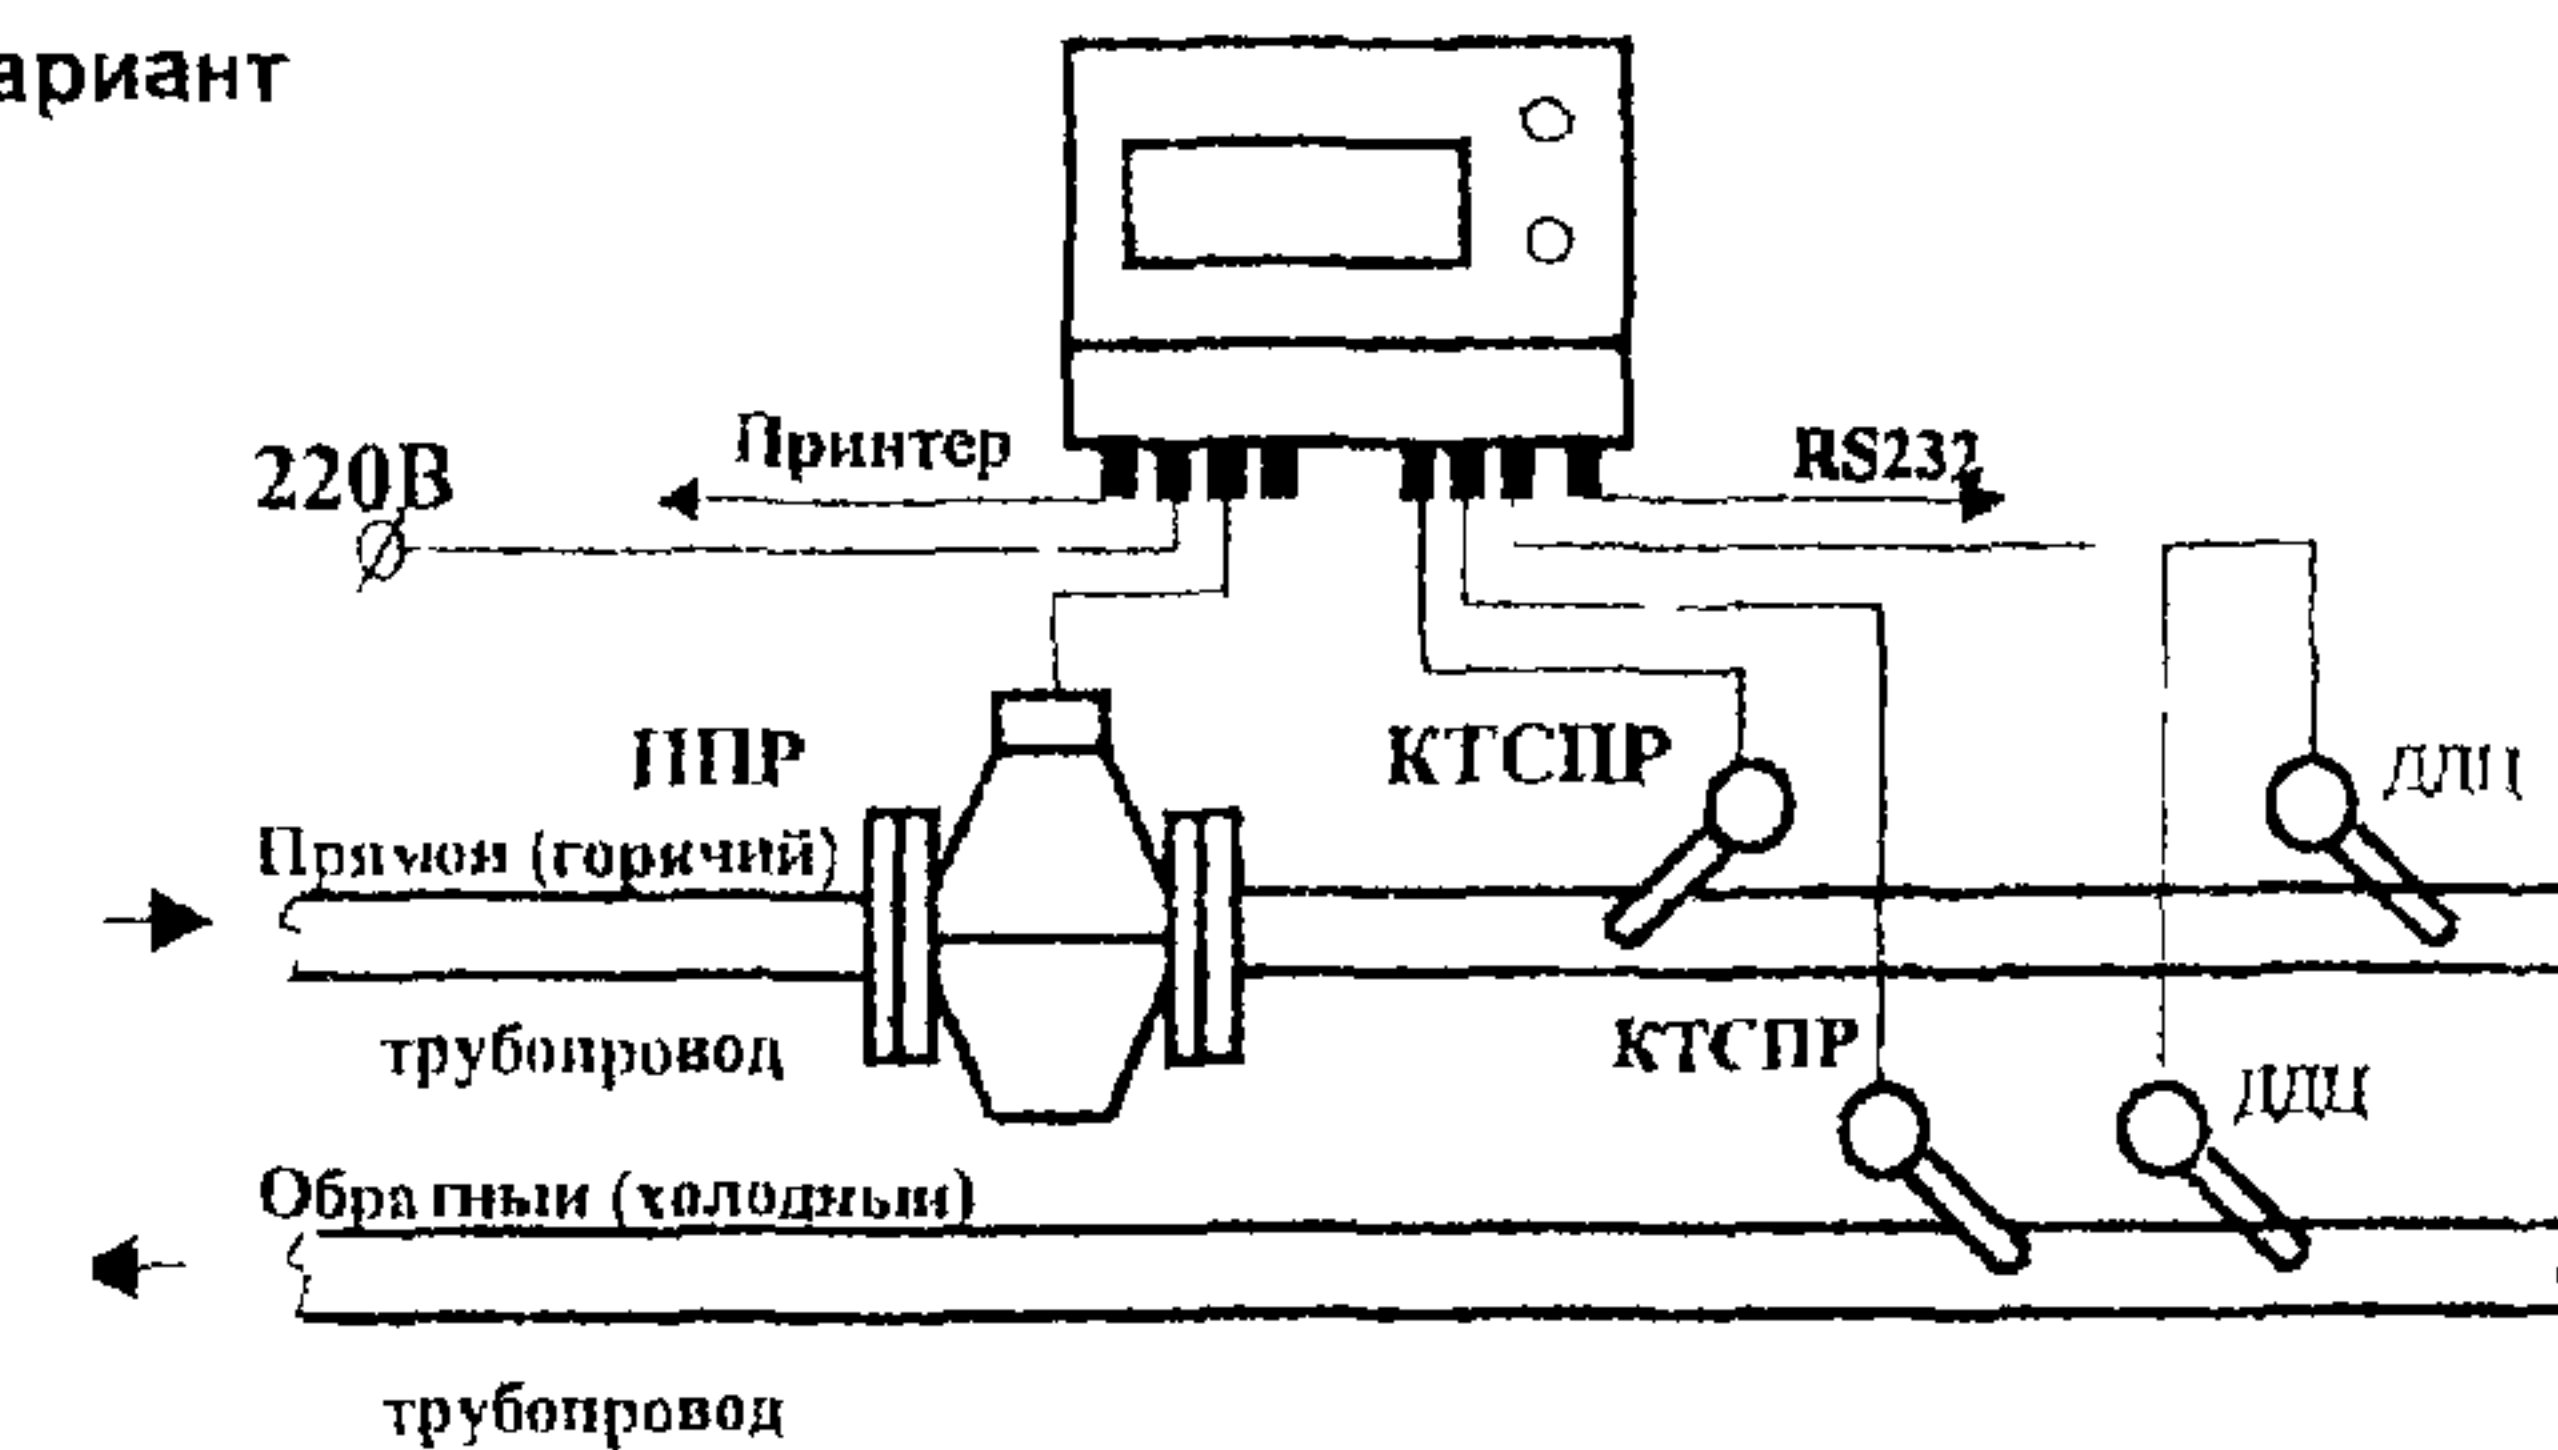 ариант
Принтер
RS232
220В
ППР
КТСПР
ДДЦ
Прямой (горячий)
трубопровод
КТСПР
ДДЦ
Обратный (холодный)
трубопровод